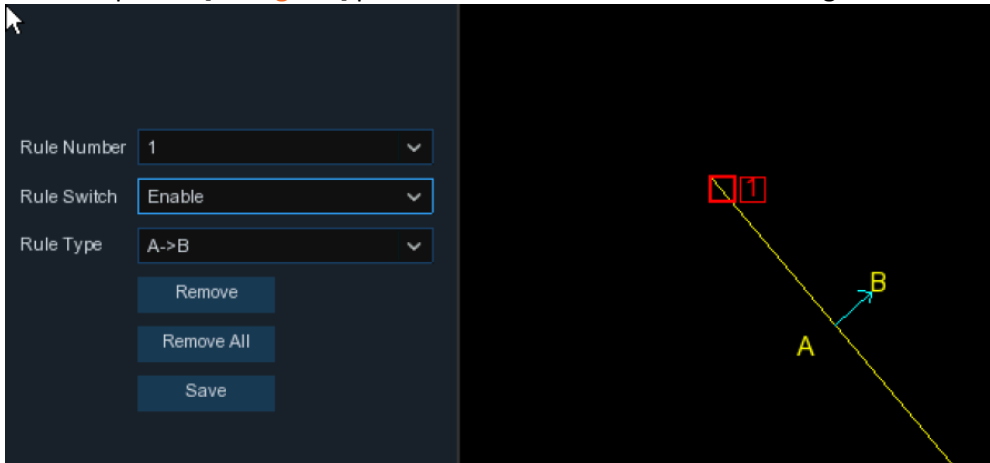 Rule Number 1
Rule Switch Enable
Rule Type A->B
Remove
Remove All
Save
1
B
A